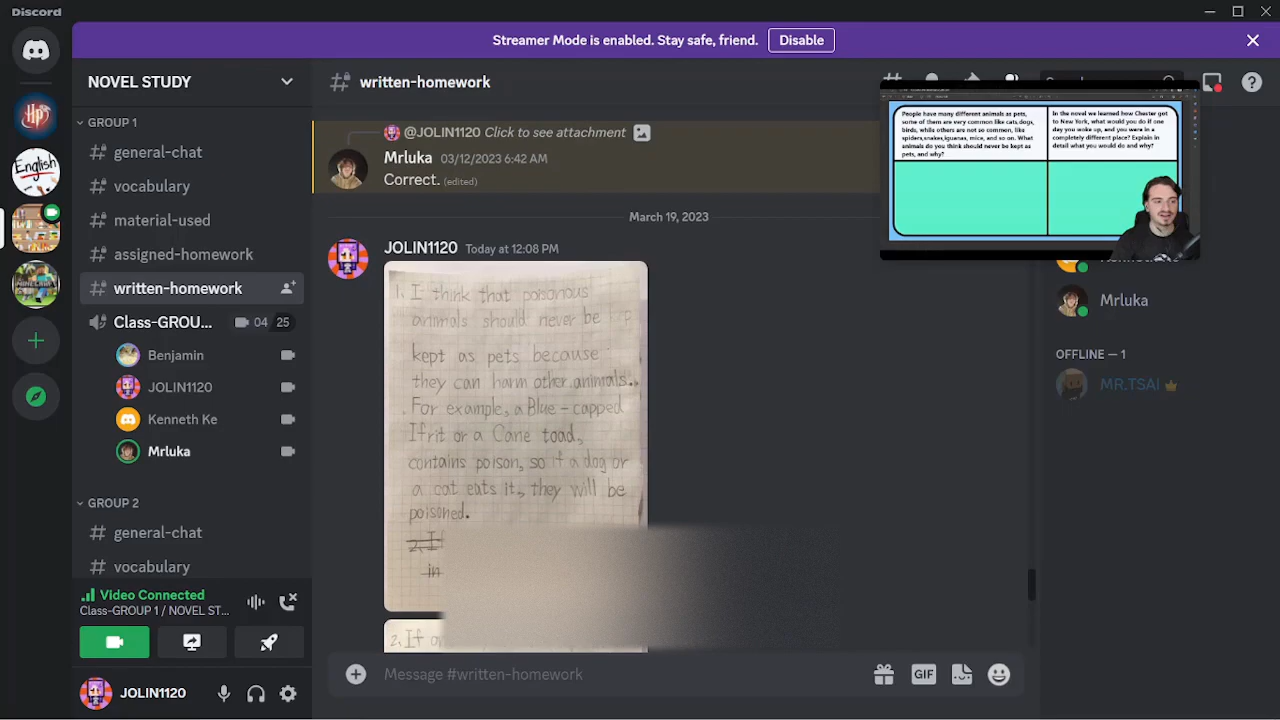 Discord
Streamer Mode is enabled. Stay safe, friend.
Disable
NOVEL STUDY
GROUP 1
general-chat
vocabulary
material-used
assigned-homework
written-homework
Class-GROU...
04
25
Benjamin
JOLIN1120
Kenneth Ke
Mrluka
GROUP 2
general-chat
vocabulary
Video Connected
Class-GROUP 1 / NOVEL ST...
JOLIN1120
written-homework
@JOLIN1120 Click to see attachment
Mrluka 03/12/2023 6:42 AM
Correct. (edited)
March 19, 2023
JOLIN1120 Today at 12:08 PM
1. I think that poisonous
animals should never be
kept as pets because
they can harm other animals.
For example, a Blue-capped
Ifrit or a Cane toad,
contains poison, so if a dog or
a cat eats it, they will be
poisoned.
2. I
in
2. If
Message #written-homework
GIF
People have many different animals as pets,
some of them are very common like cats,dogs,
birds, while others are not so common, like
spiders,snakes,iguanas, mice, and so on. What
animals do you think should never be kept as
pets, and why?
In the novel we learned how Chester got
to New York, what would you do if one
day you woke up, and you were in a
completely different place? Explain in
detail what you would do and why?
Mrluka
OFFLINE — 1
MR.TSAI